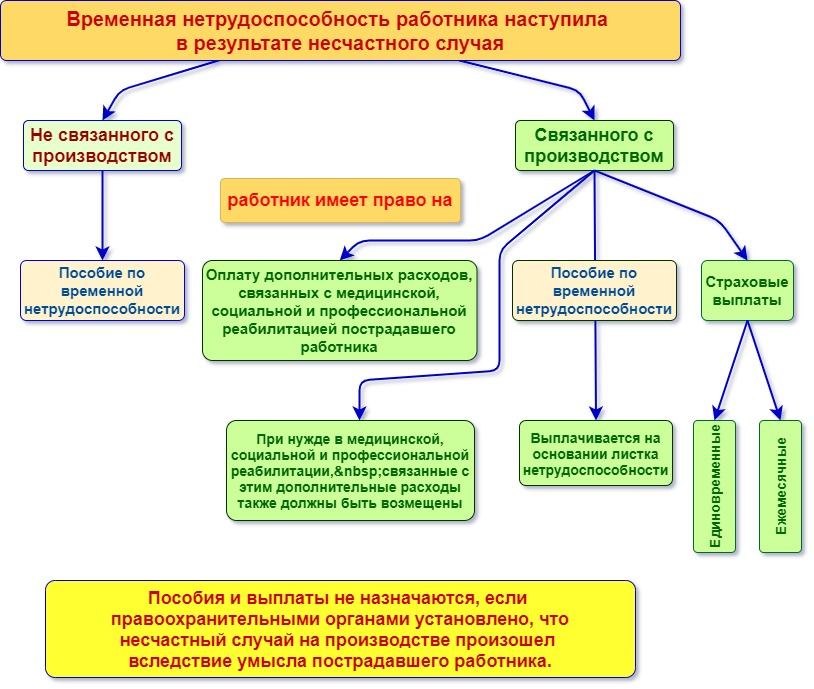 Временная нетрудоспособность работника наступила
в результате несчастного случая
Не связанного с
производством
Связанного с
производством
работник имеет право на
Пособие по
временной
нетрудоспособности
Оплату дополнительных расходов,
связанных с медицинской,
социальной и профессиональной
реабилитацией пострадавшего
работника
Пособие по
временной
нетрудоспособности
Страховые
выплаты
При нужде в медицинской,
социальной и профессиональной
реабилитации,&nbsp;связанные с
этим дополнительные расходы
также должны быть возмещены
Выплачивается на
основании листка
нетрудоспособности
Единовременные
Ежемесячные
Пособия и выплаты не назначаются, если
правоохранительными органами установлено, что
несчастный случай на производстве произошел
вследствие умысла пострадавшего работника.